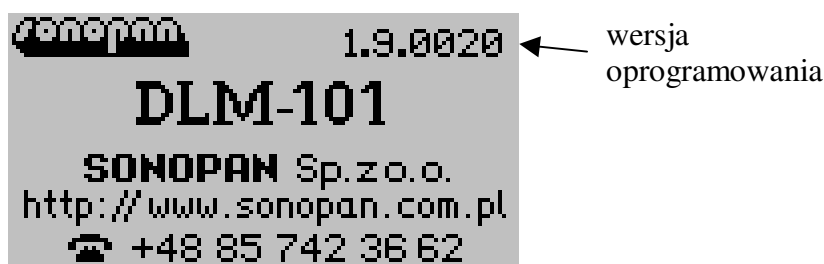 sonopan
1.9.0020
wersja
oprogramowania
DLM-101
SONOPAN Sp.zo.o.
http://www.sonopan.com.pl
☎ +48 85 742 36 62